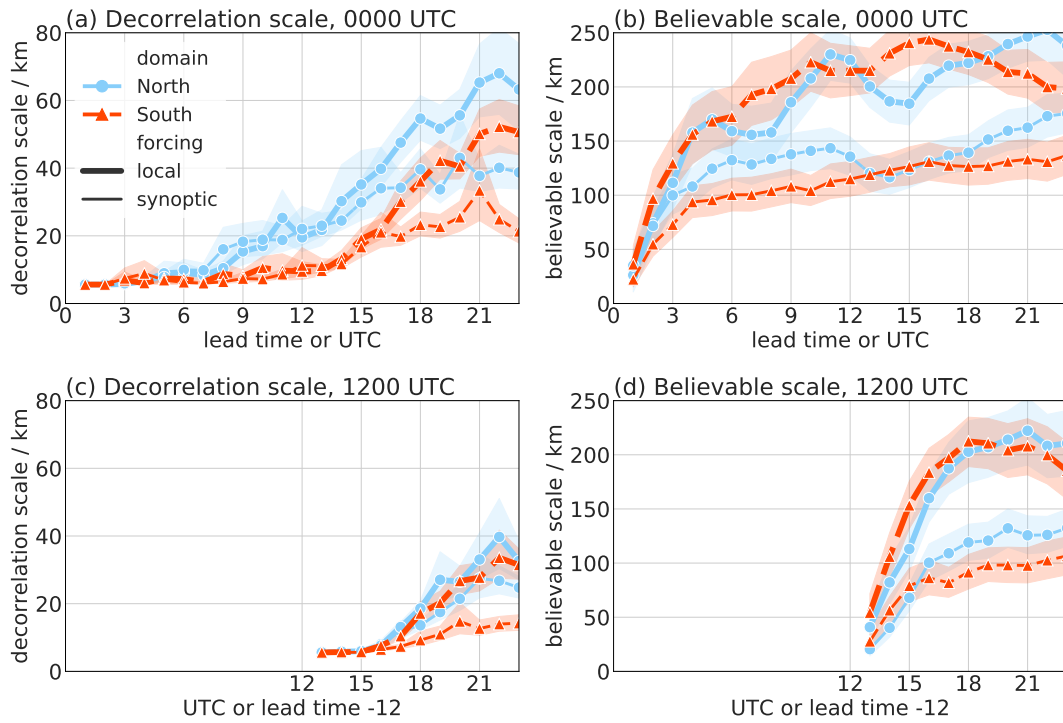 (a) Decorrelation scale, 0000 UTC
decorrelation scale / km
80
60
40
20
0
domain
North
South
forcing
local
synoptic
0 3 6 9 12 15 18 21
lead time or UTC
(b) Believable scale, 0000 UTC
believable scale / km
250
200
150
100
50
0
0 3 6 9 12 15 18 21
lead time or UTC
(c) Decorrelation scale, 1200 UTC
decorrelation scale / km
80
60
40
20
0
12 15 18 21
UTC or lead time -12
(d) Believable scale, 1200 UTC
believable scale / km
250
200
150
100
50
0
12 15 18 21
UTC or lead time -12